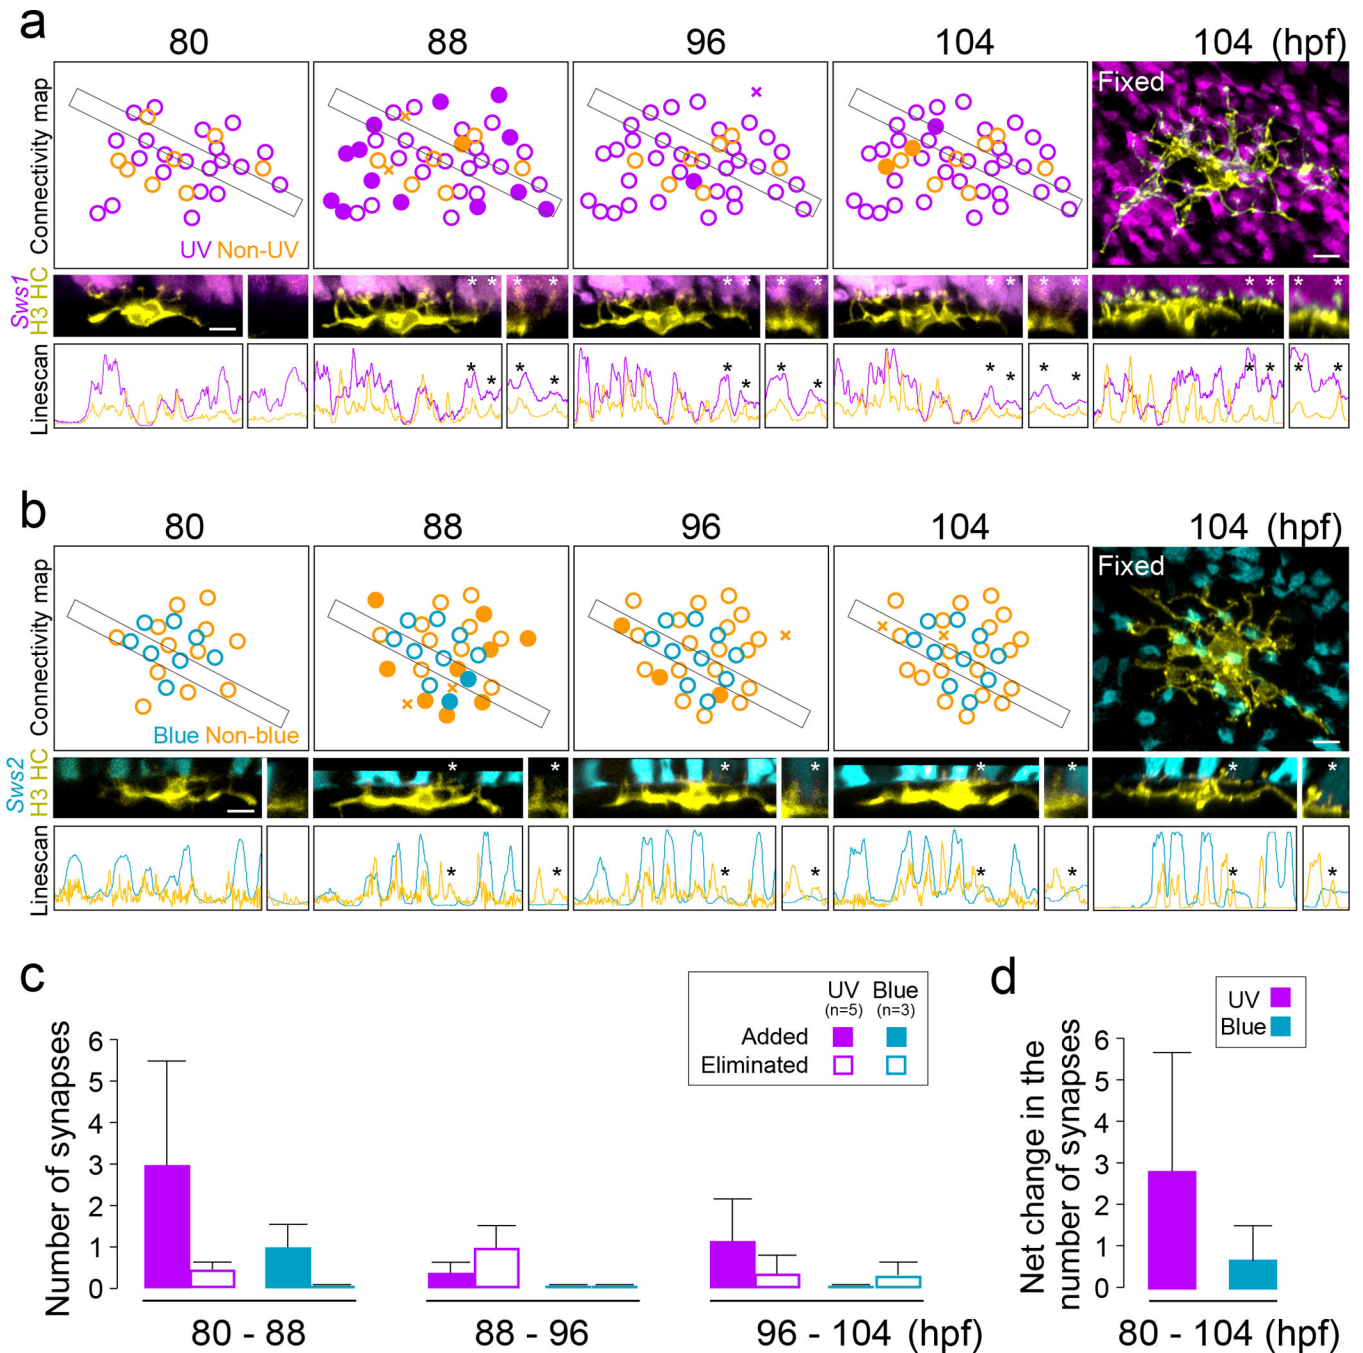 a
80 88 96 104 104 (hpf)
Connectivity map
UV Non-UV
Fixed
Sws1
H3 HC
* * * * * * * * * * * * * * * *
Linescan
* * * * * * * * * * * * * * * *
b
80 88 96 104 104 (hpf)
Connectivity map
Blue Non-blue
Fixed
Sws2
H3 HC
* * * * * * * *
Linescan
* * * * * * * *
c
UV Blue
(n=5) (n=3)
Added
Eliminated
Number of synapses
6
5
4
3
2
1
0
80 - 88 88 - 96 96 - 104 (hpf)
d
UV
Blue
Net change in the
number of synapses
6
5
4
3
2
1
0
80 - 104 (hpf)